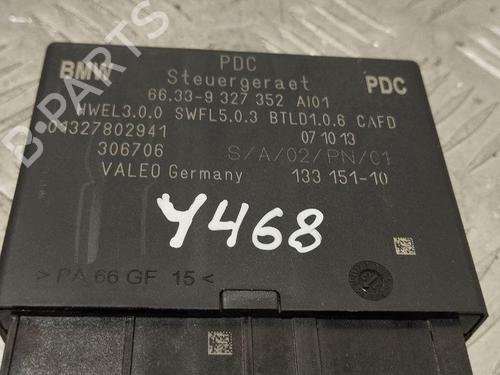 PDC
BMW
Steuergeraet
PDC
66.33-9 327 352 AI01
HWEL3.0.0 SWFL5.0.3 BTLD1.0.6 CAFD
01327802941
07 10 13
306706
S/A/02/PN/C1
VALEO Germany
133 151-10
Y468
>PA 66 GF 15<
B-PARTS